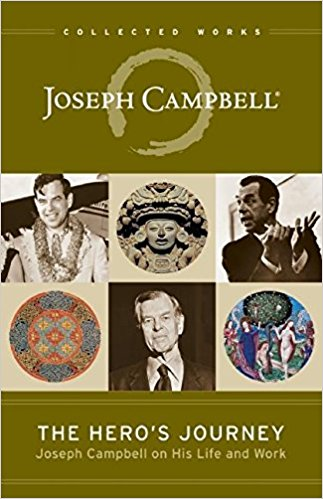 COLLECTED WORKS
JOSEPH CAMPBELL®
THE HERO'S JOURNEY
Joseph Campbell on His Life and Work